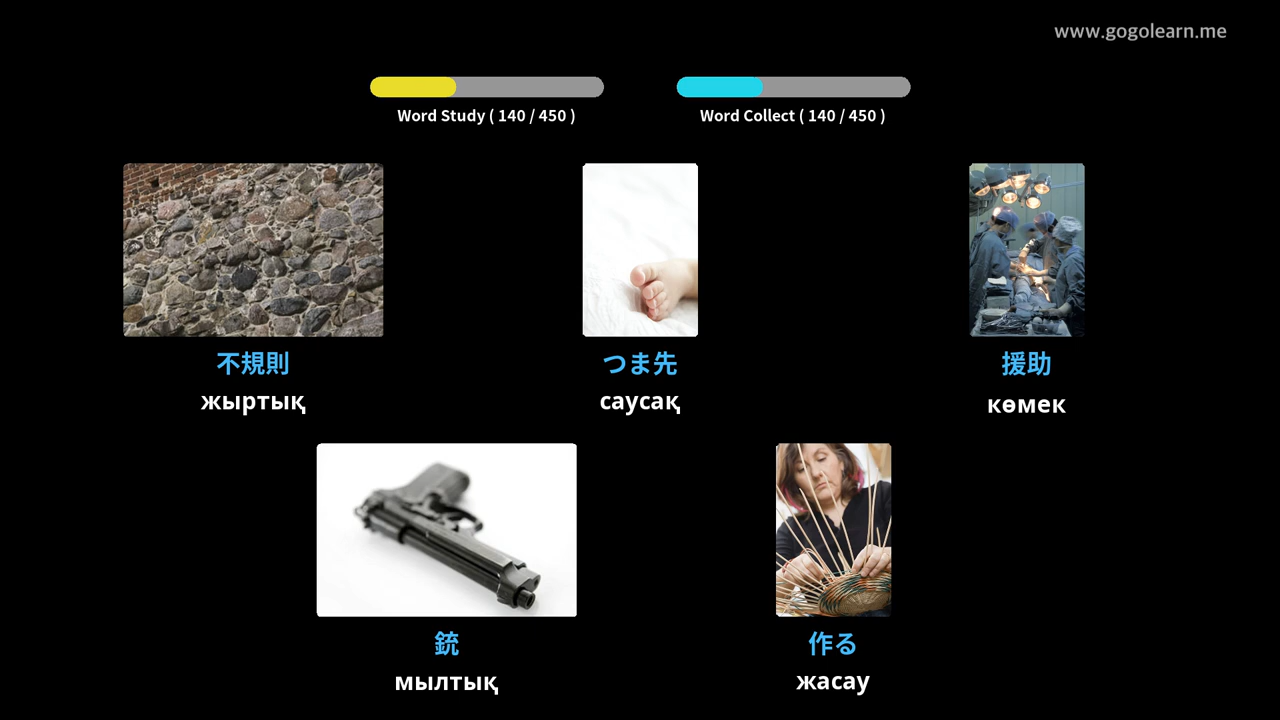 www.gogolearn.me
Word Study ( 140 / 450 )
Word Collect ( 140 / 450 )
不規則
жыртық
つま先
саусақ
援助
көмек
銃
мылтық
作る
жасау